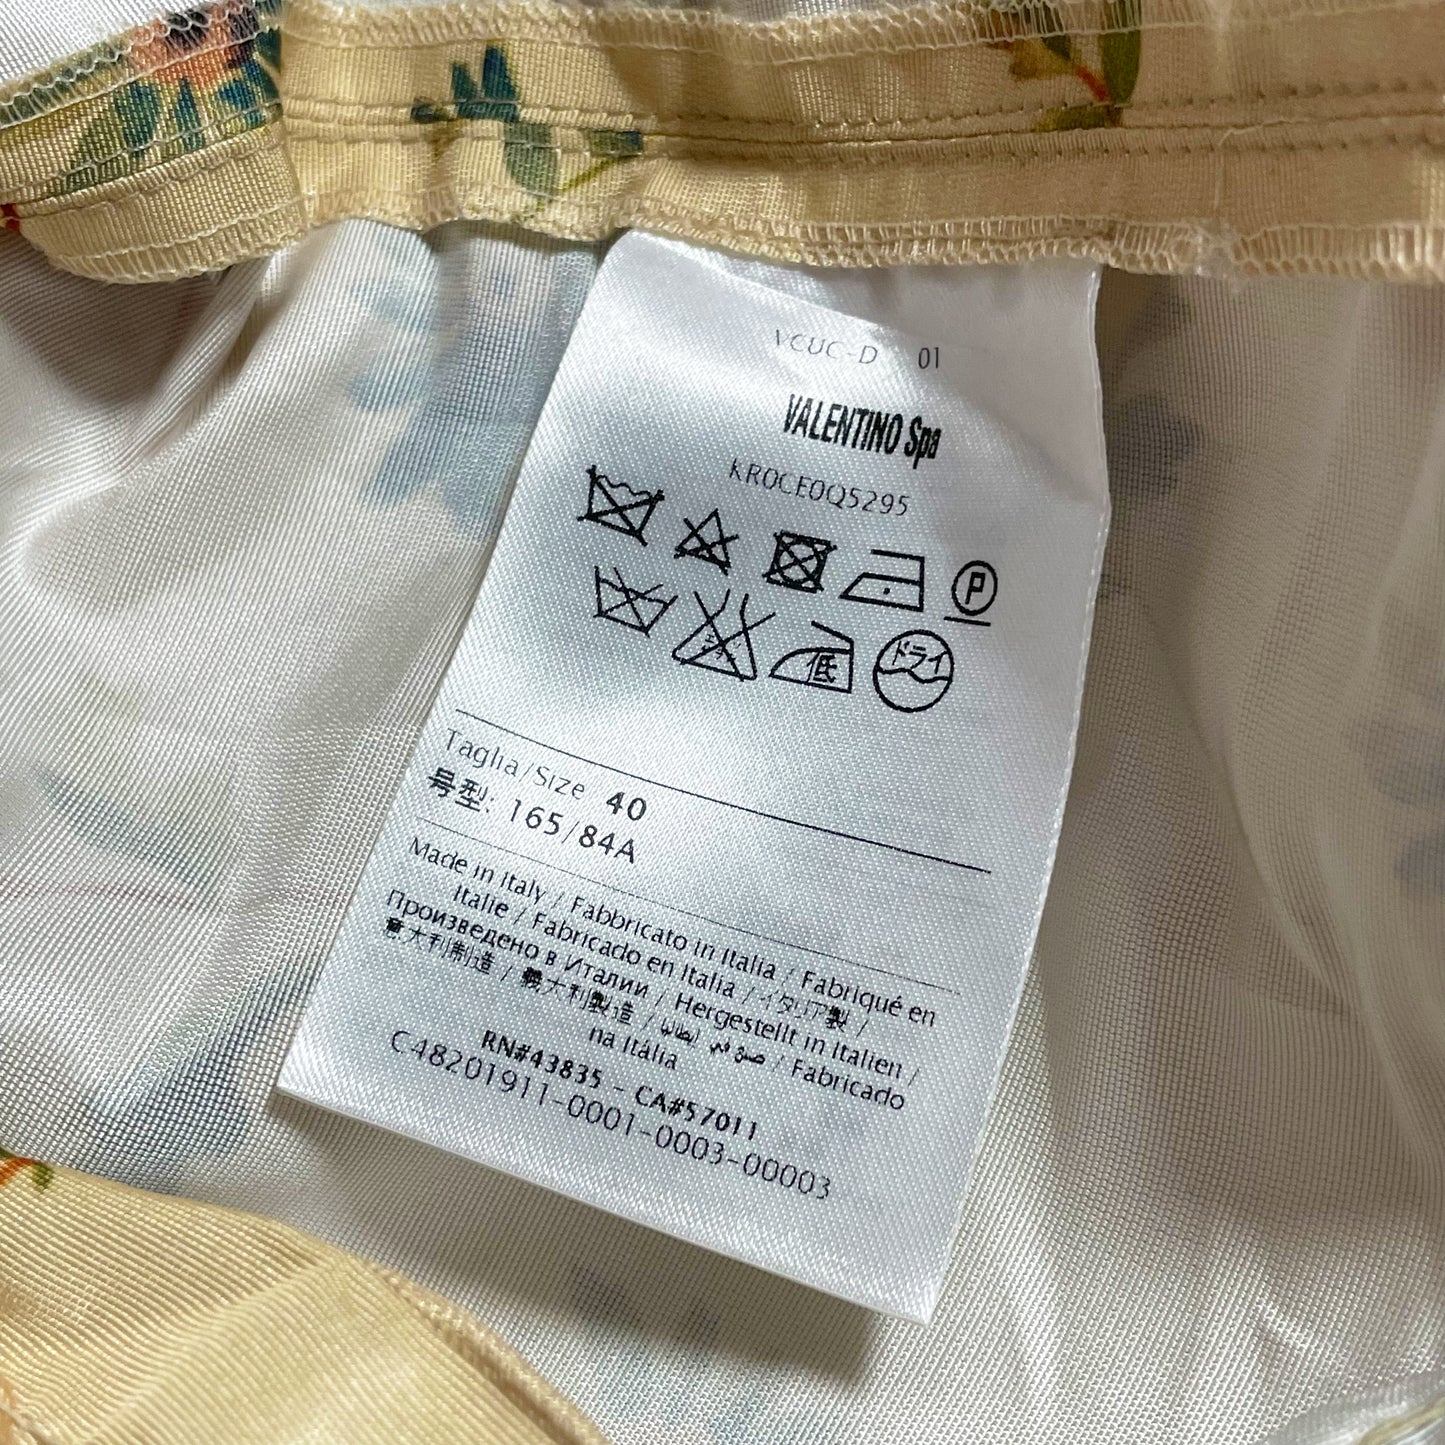 VCUC-D 01
VALENTINO Spa
KR0CE0Q5295
P
低 ドライ
Taglia/Size 40
号型: 165/84A
Made in Italy / Fabbricato in Italia / Fabriqué en
Italie / Fabricado en Italia / イタリア製 /
Произведено в Италии / Hergestellt in Italien /
意大利制造 / 義大利製造 / صنع في إيطاليا / Fabricado
na Itália
RN#43835 - CA#57011
C48201911-0001-0003-00003